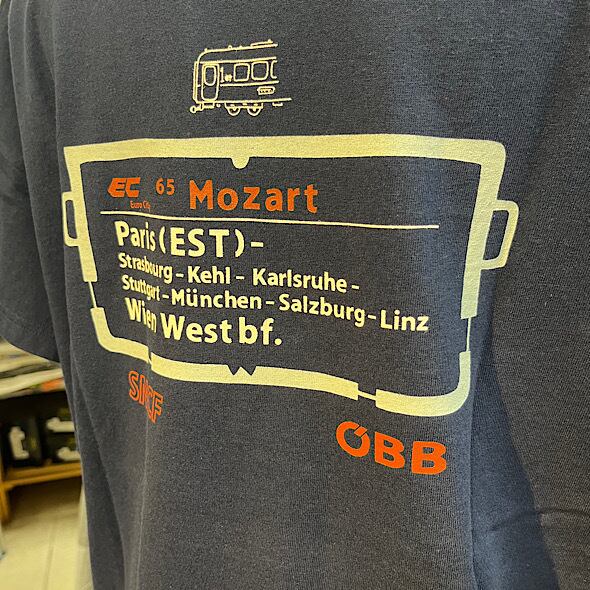 EC 65 Mozart
Euro City
Paris (EST) -
Strasbourg - Kehl - Karlsruhe -
Stuttgart - München - Salzburg - Linz
Wien West bf.
SNCF
ÖBB